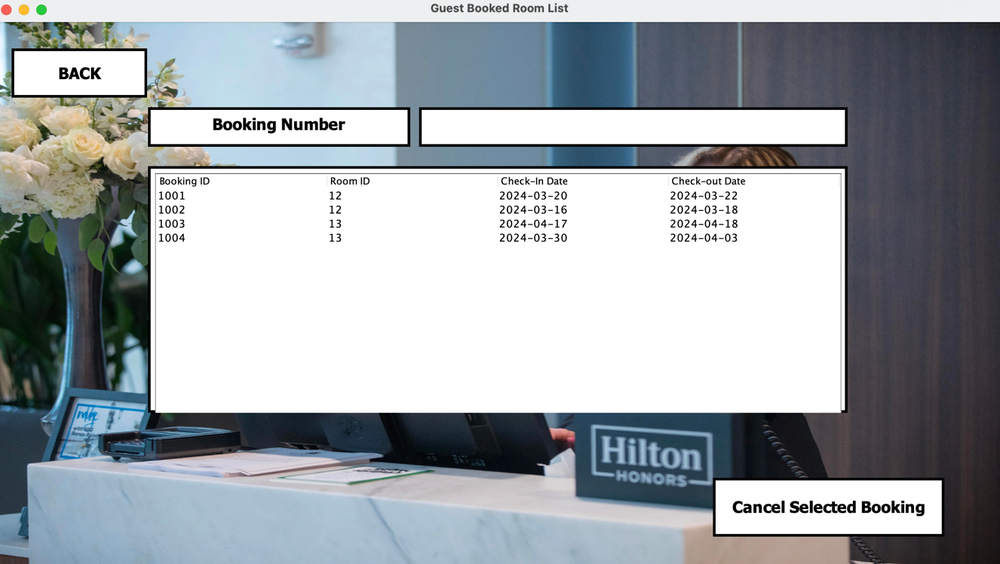 Guest Booked Room List
BACK
Booking Number
Booking ID Room ID Check-In Date Check-out Date
1001 12 2024-03-20 2024-03-22
1002 12 2024-03-16 2024-03-18
1003 13 2024-04-17 2024-04-18
1004 13 2024-03-30 2024-04-03
Hilton
HONORS
Cancel Selected Booking